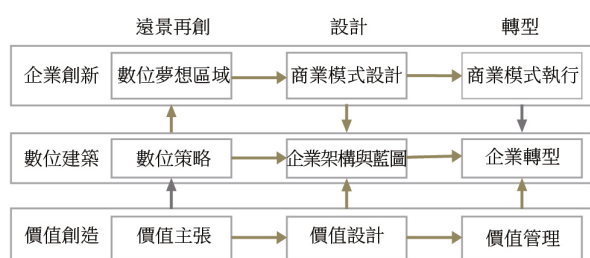 遠景再創 設計 轉型
企業創新 數位夢想區域 商業模式設計 商業模式執行
數位建築 數位策略 企業架構與藍圖 企業轉型
價值創造 價值主張 價值設計 價值管理